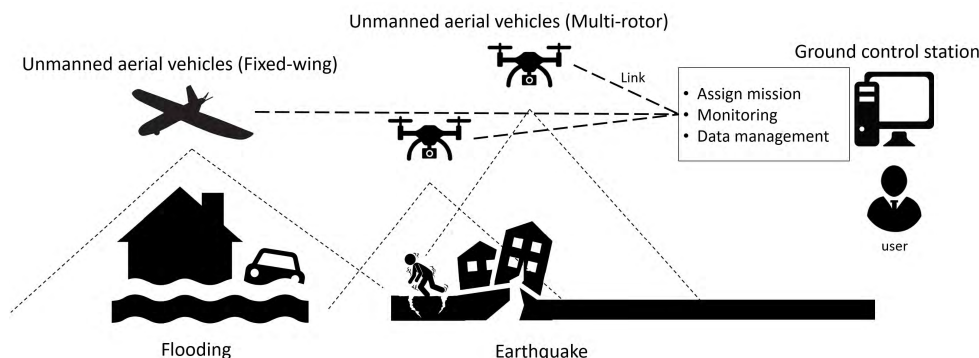 Unmanned aerial vehicles (Multi-rotor)
Unmanned aerial vehicles (Fixed-wing)
Ground control station
Link
• Assign mission
• Monitoring
• Data management
user
Flooding
Earthquake